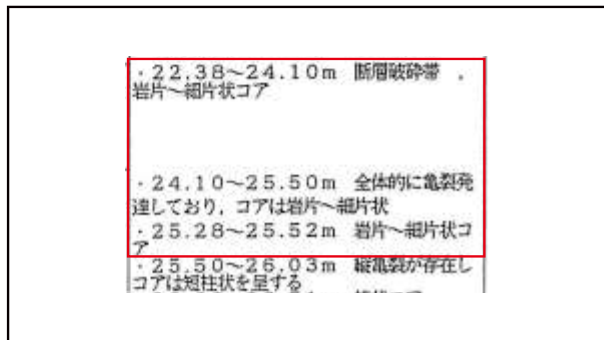 ・22.38〜24.10m 断層破砕帯 ．
岩片〜細片状コア
・24.10〜25.50m 全体的に亀裂発
達しており，コアは岩片〜細片状
・25.28〜25.52m 岩片〜細片状コ
ア
・25.50〜26.03m 縦亀裂が存在し
コアは短柱状を呈する